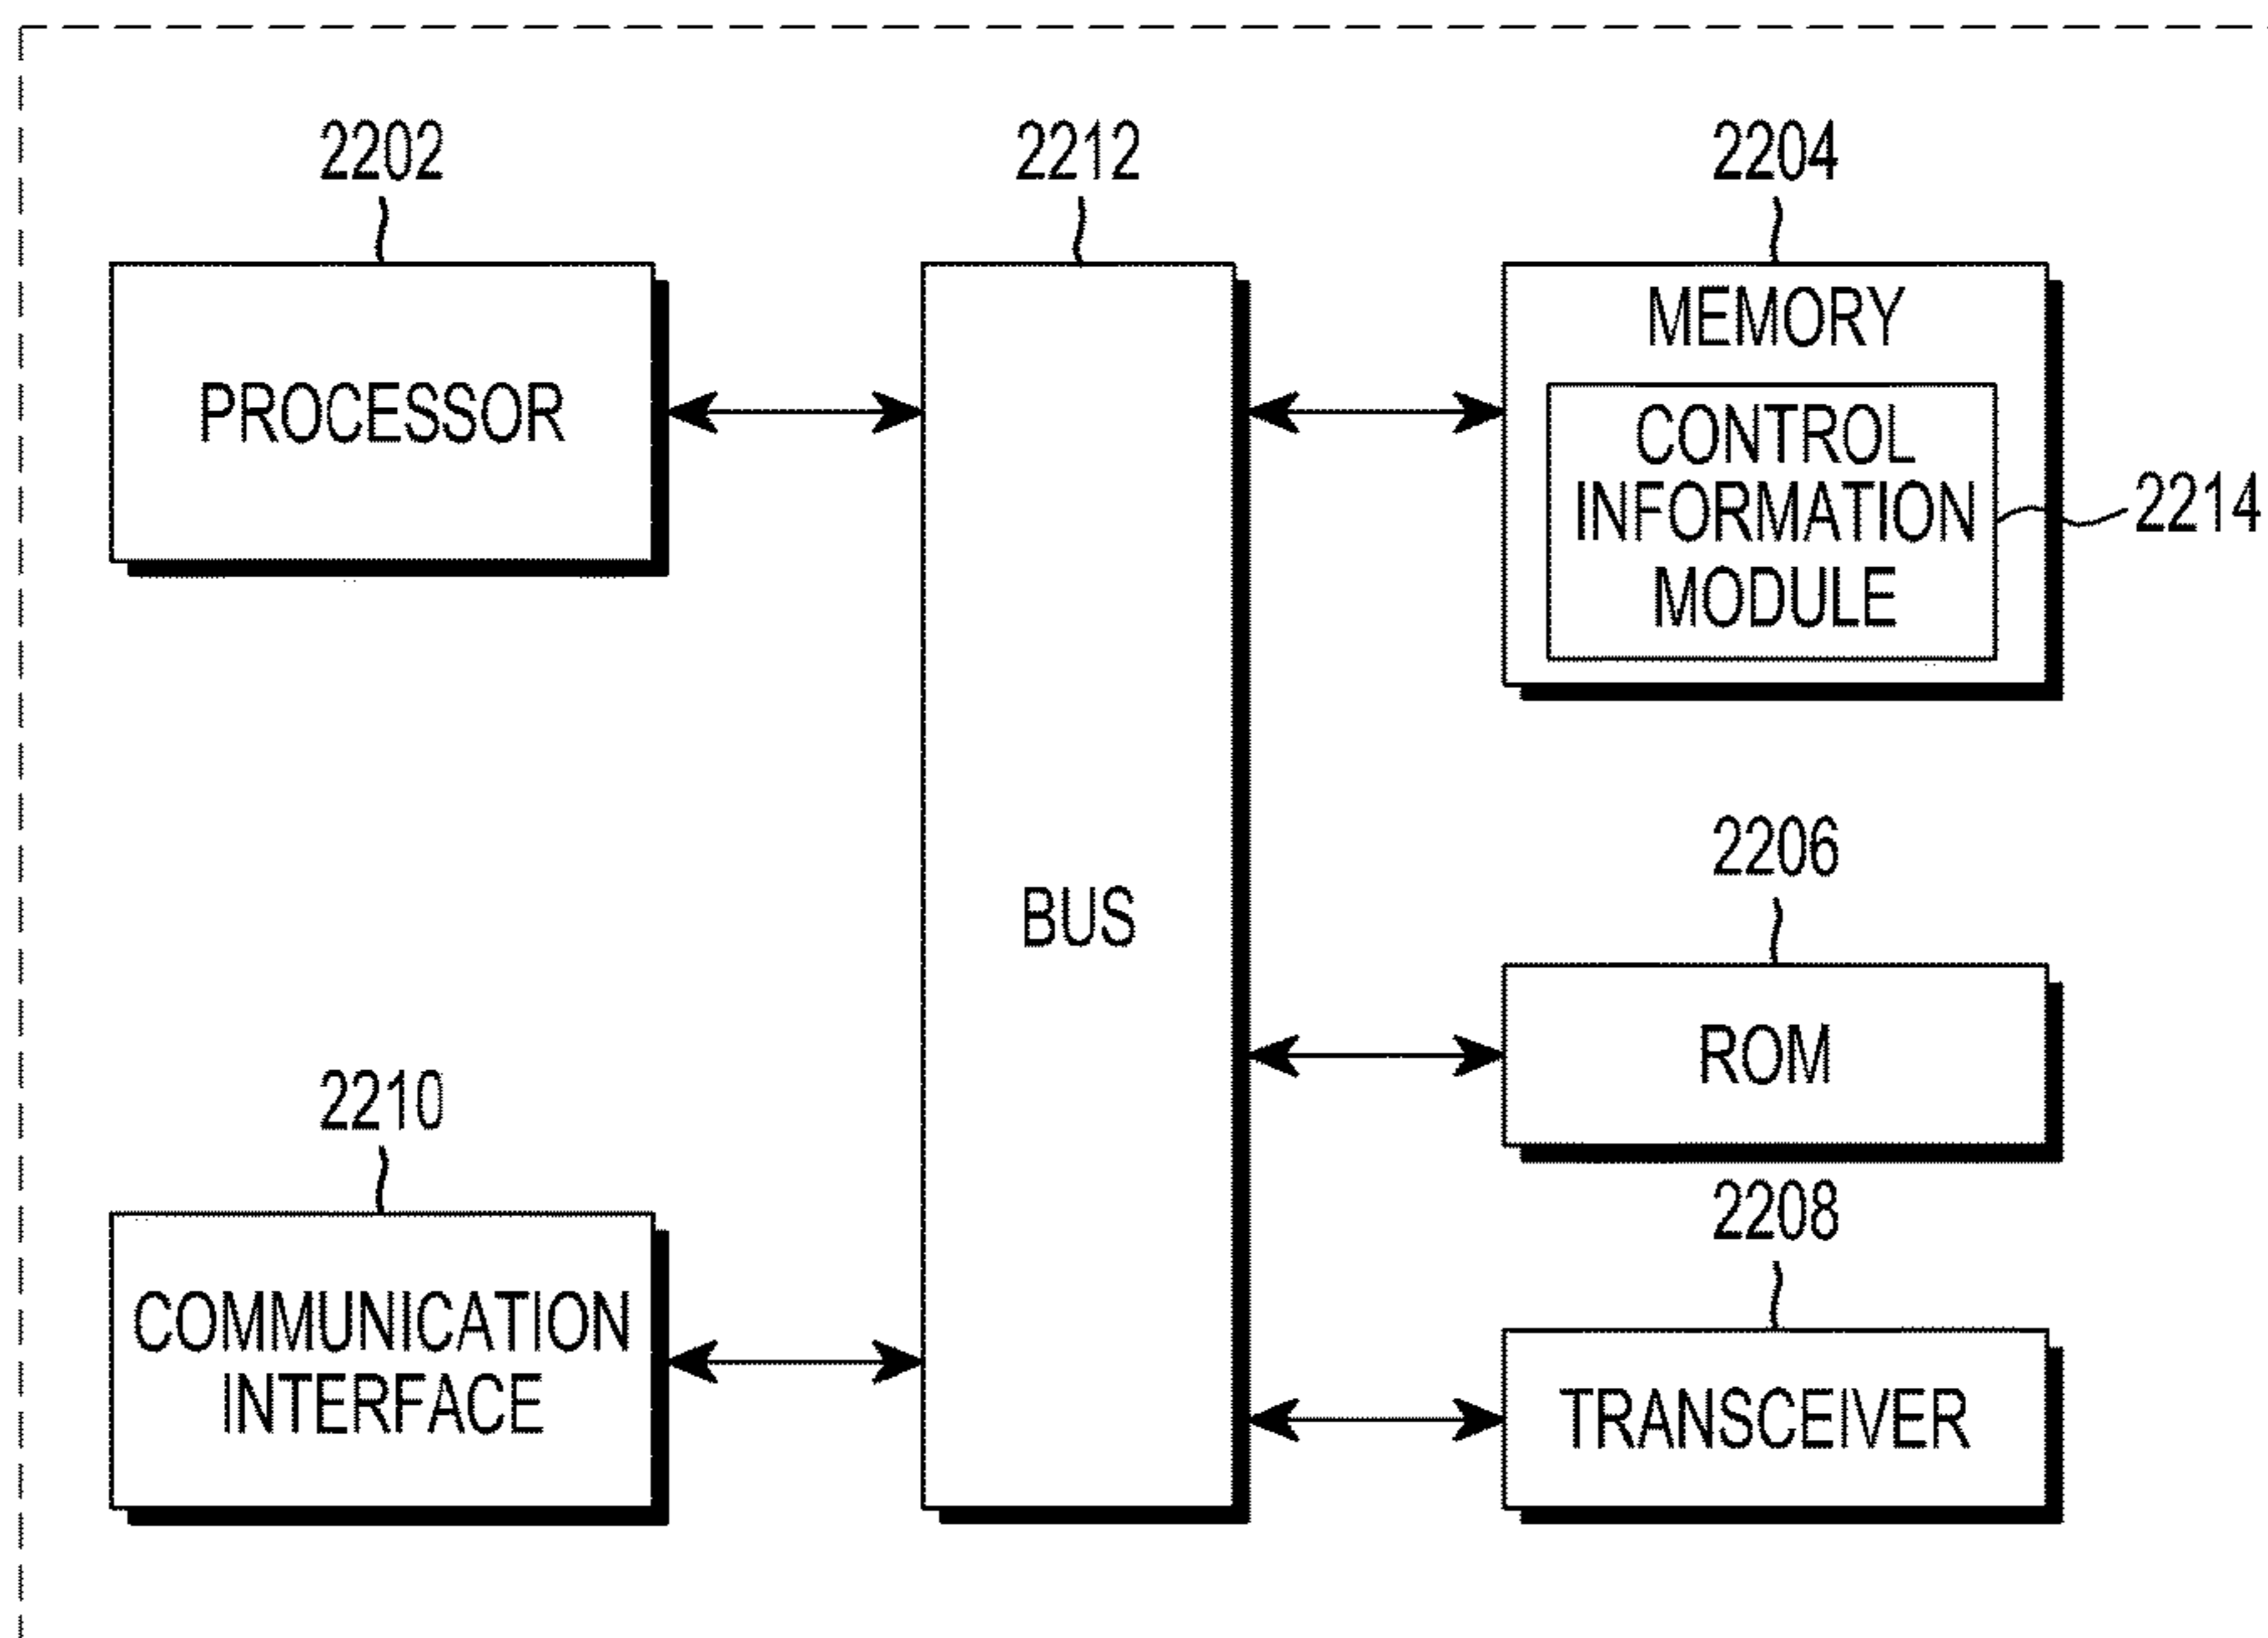 2202
2212
2204
PROCESSOR
BUS
MEMORY
CONTROL
INFORMATION
MODULE
2214
2206
ROM
2210
COMMUNICATION
INTERFACE
2208
TRANSCEIVER